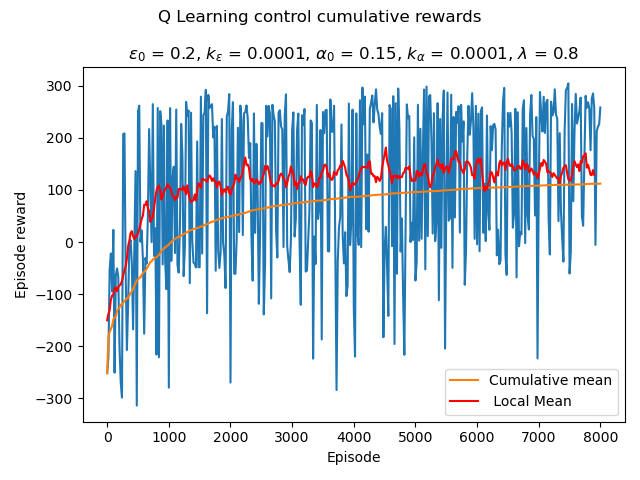 Q Learning control cumulative rewards
ε₀ = 0.2, kε = 0.0001, α₀ = 0.15, kα = 0.0001, λ = 0.8
Episode reward
300
200
100
0
−100
−200
−300
0 1000 2000 3000 4000 5000 6000 7000 8000
Episode
Cumulative mean
Local Mean